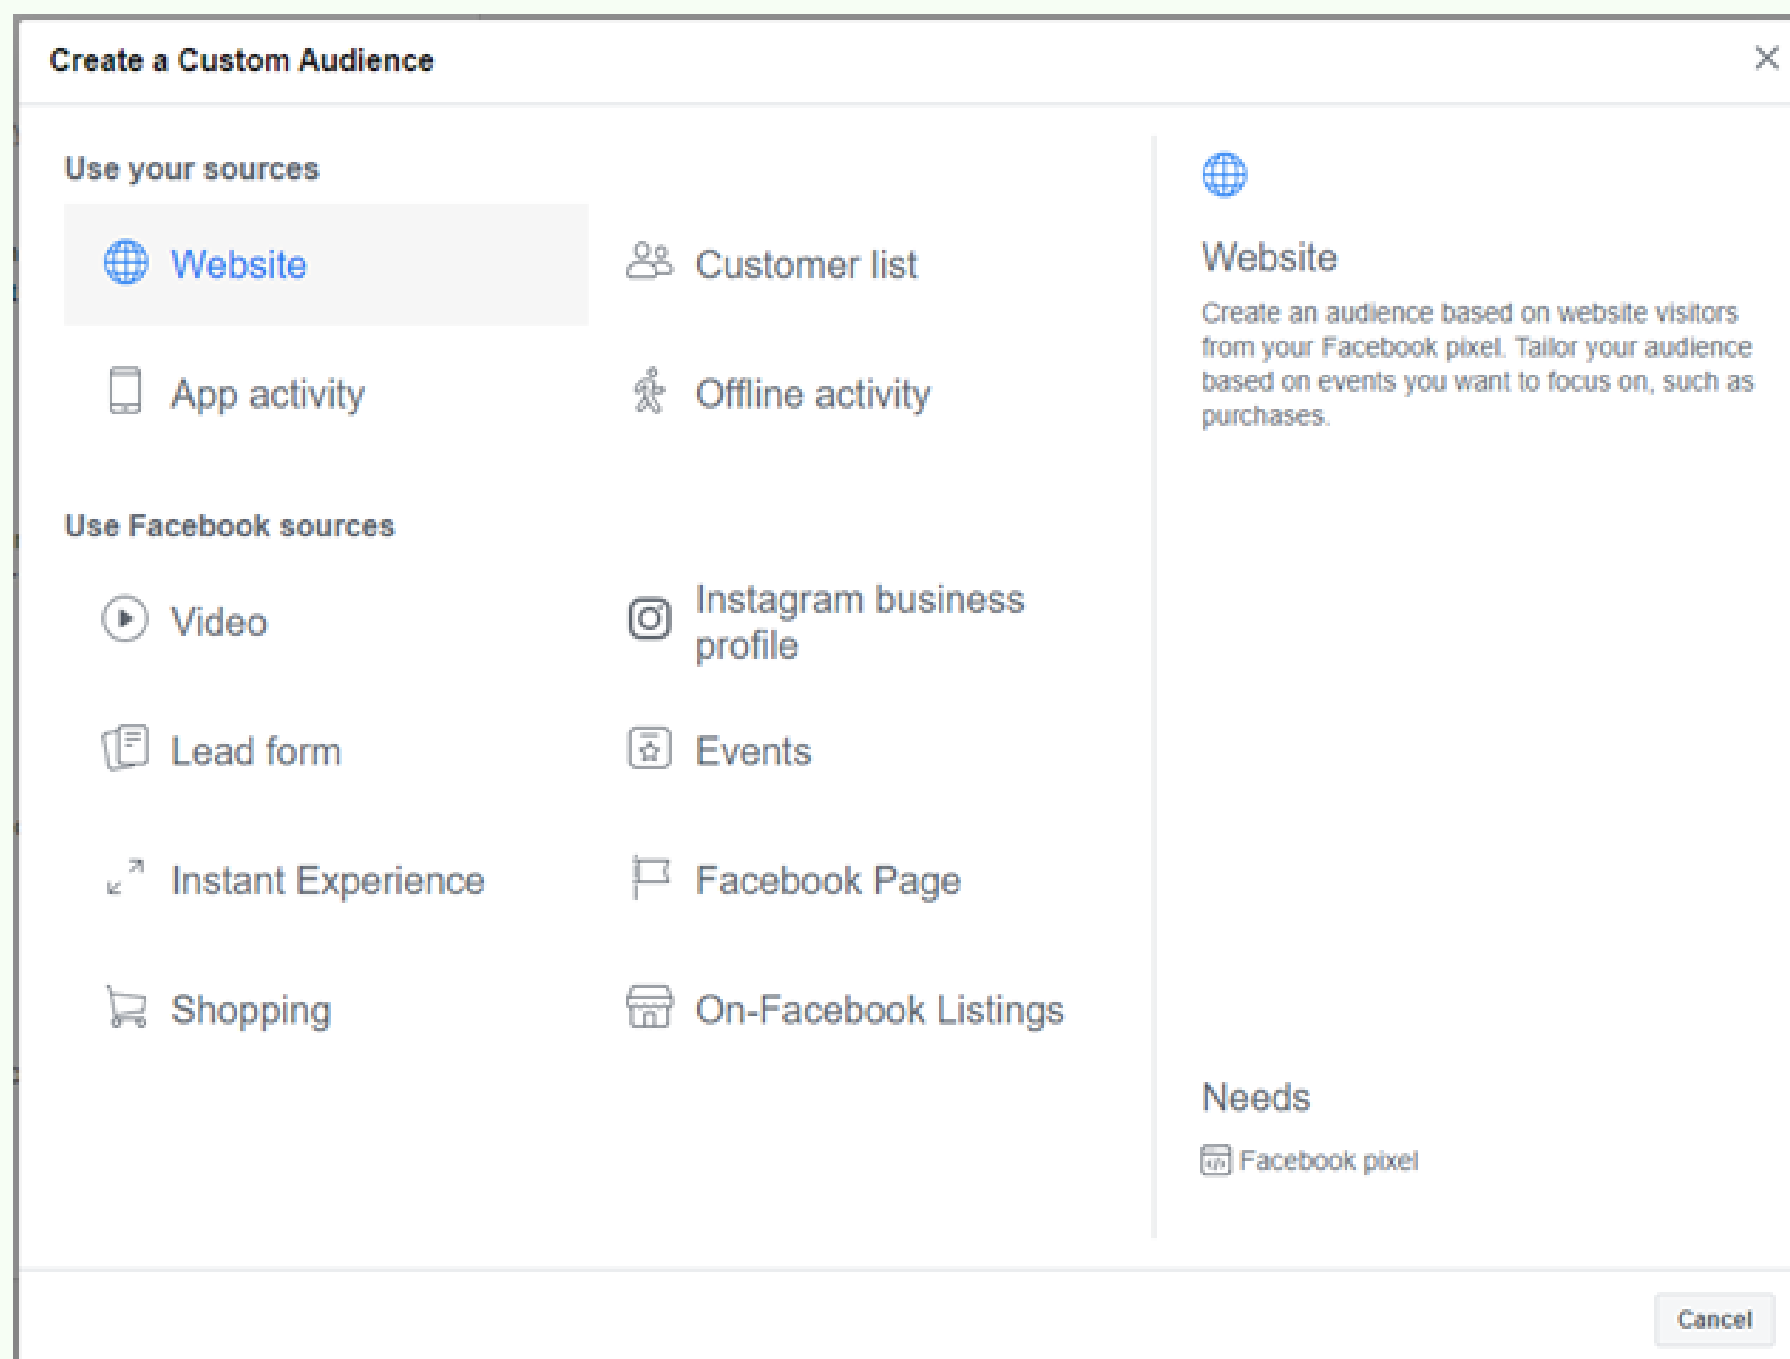 Create a Custom Audience
Use your sources
Website
Customer list
App activity
Offline activity
Use Facebook sources
Video
Instagram business
profile
Lead form
Events
Instant Experience
Facebook Page
Shopping
On-Facebook Listings
Website
Create an audience based on website visitors
from your Facebook pixel. Tailor your audience
based on events you want to focus on, such as
purchases.
Needs
Facebook pixel
Cancel